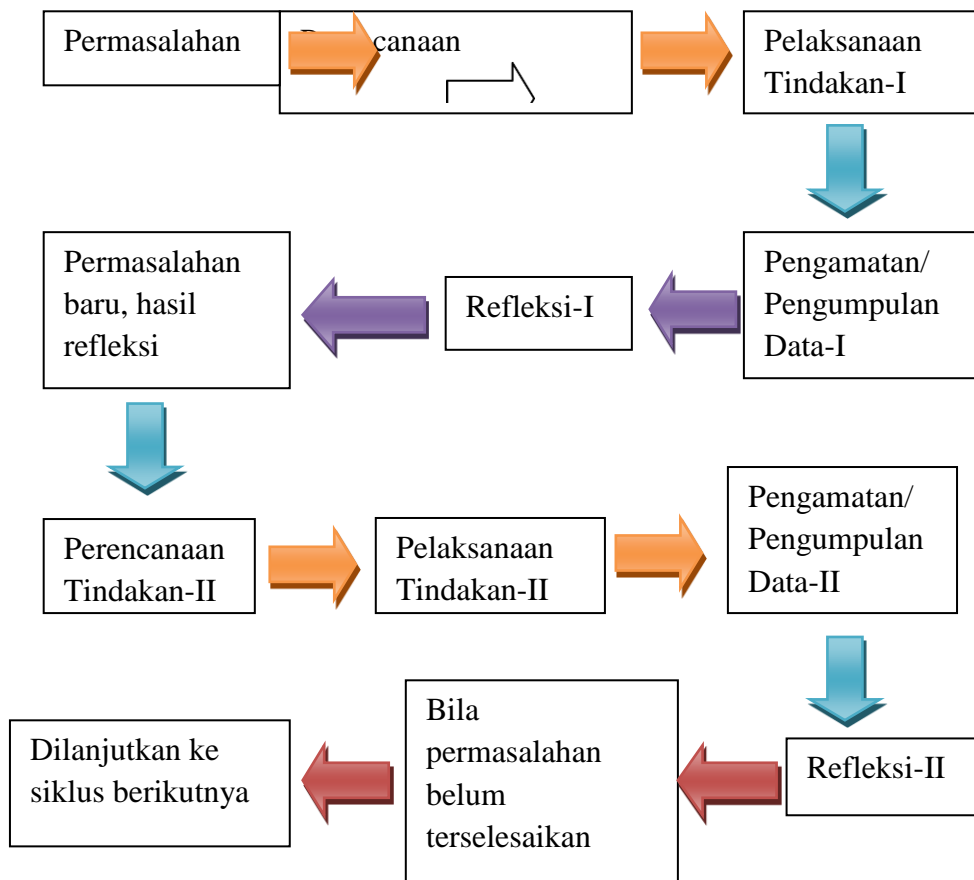 Permasalahan
canaan
Pelaksanaan
Tindakan-I
Permasalahan
baru, hasil
refleksi
Refleksi-I
Pengamatan/
Pengumpulan
Data-I
Perencanaan
Tindakan-II
Pelaksanaan
Tindakan-II
Pengamatan/
Pengumpulan
Data-II
Dilanjutkan ke
siklus berikutnya
Bila
permasalahan
belum
terselesaikan
Refleksi-II